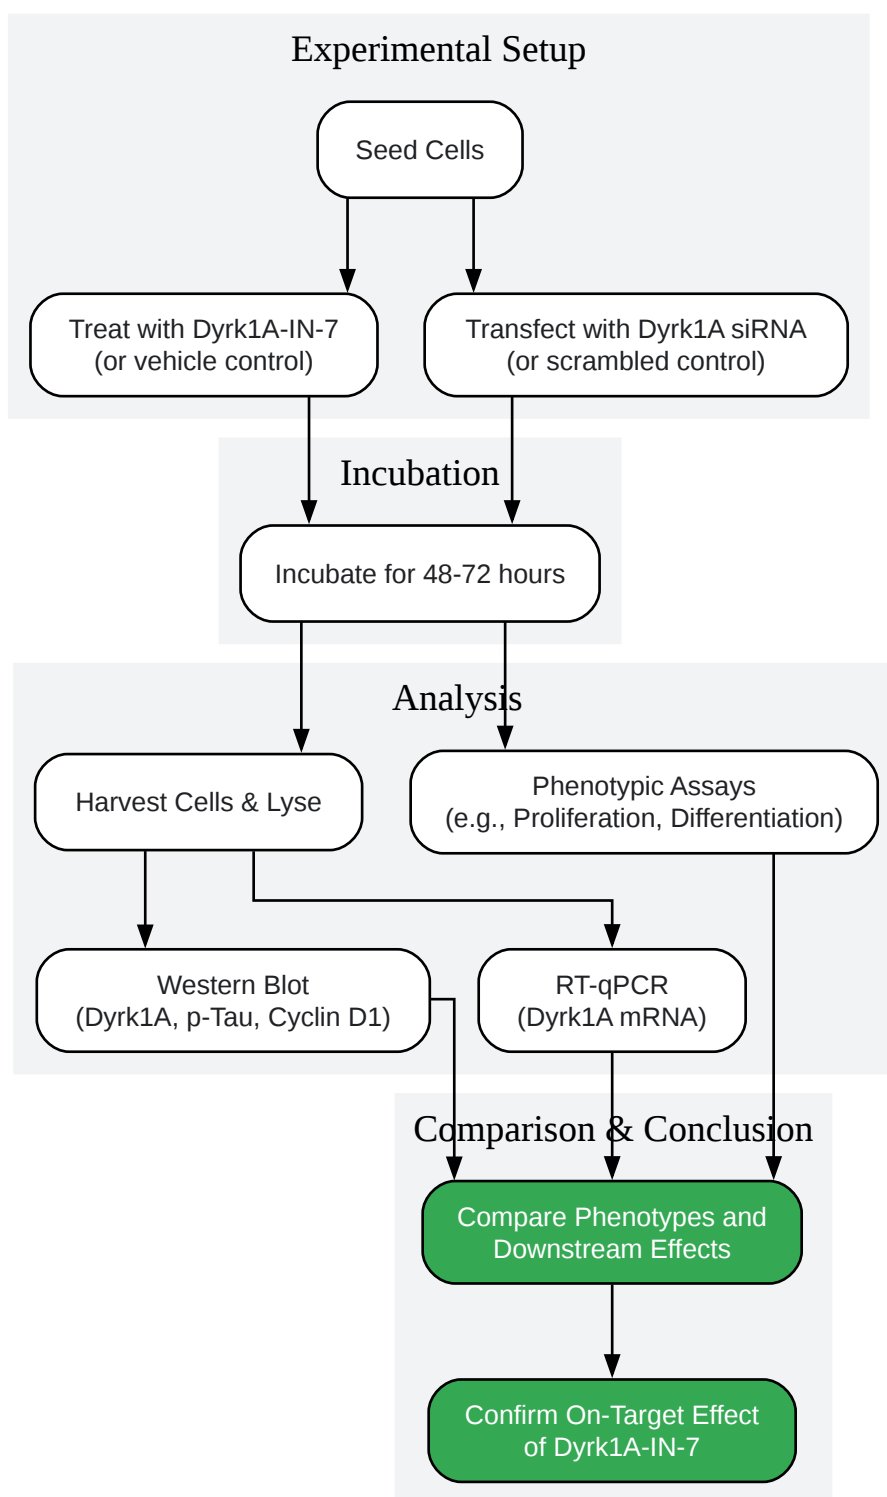 Experimental Setup
Seed Cells
Treat with Dyrk1A-IN-7
(or vehicle control)
Transfect with Dyrk1A siRNA
(or scrambled control)
Incubation
Incubate for 48-72 hours
Analysis
Harvest Cells & Lyse
Phenotypic Assays
(e.g., Proliferation, Differentiation)
Western Blot
(Dyrk1A, p-Tau, Cyclin D1)
RT-qPCR
(Dyrk1A mRNA)
Comparison & Conclusion
Compare Phenotypes and
Downstream Effects
Confirm On-Target Effect
of Dyrk1A-IN-7